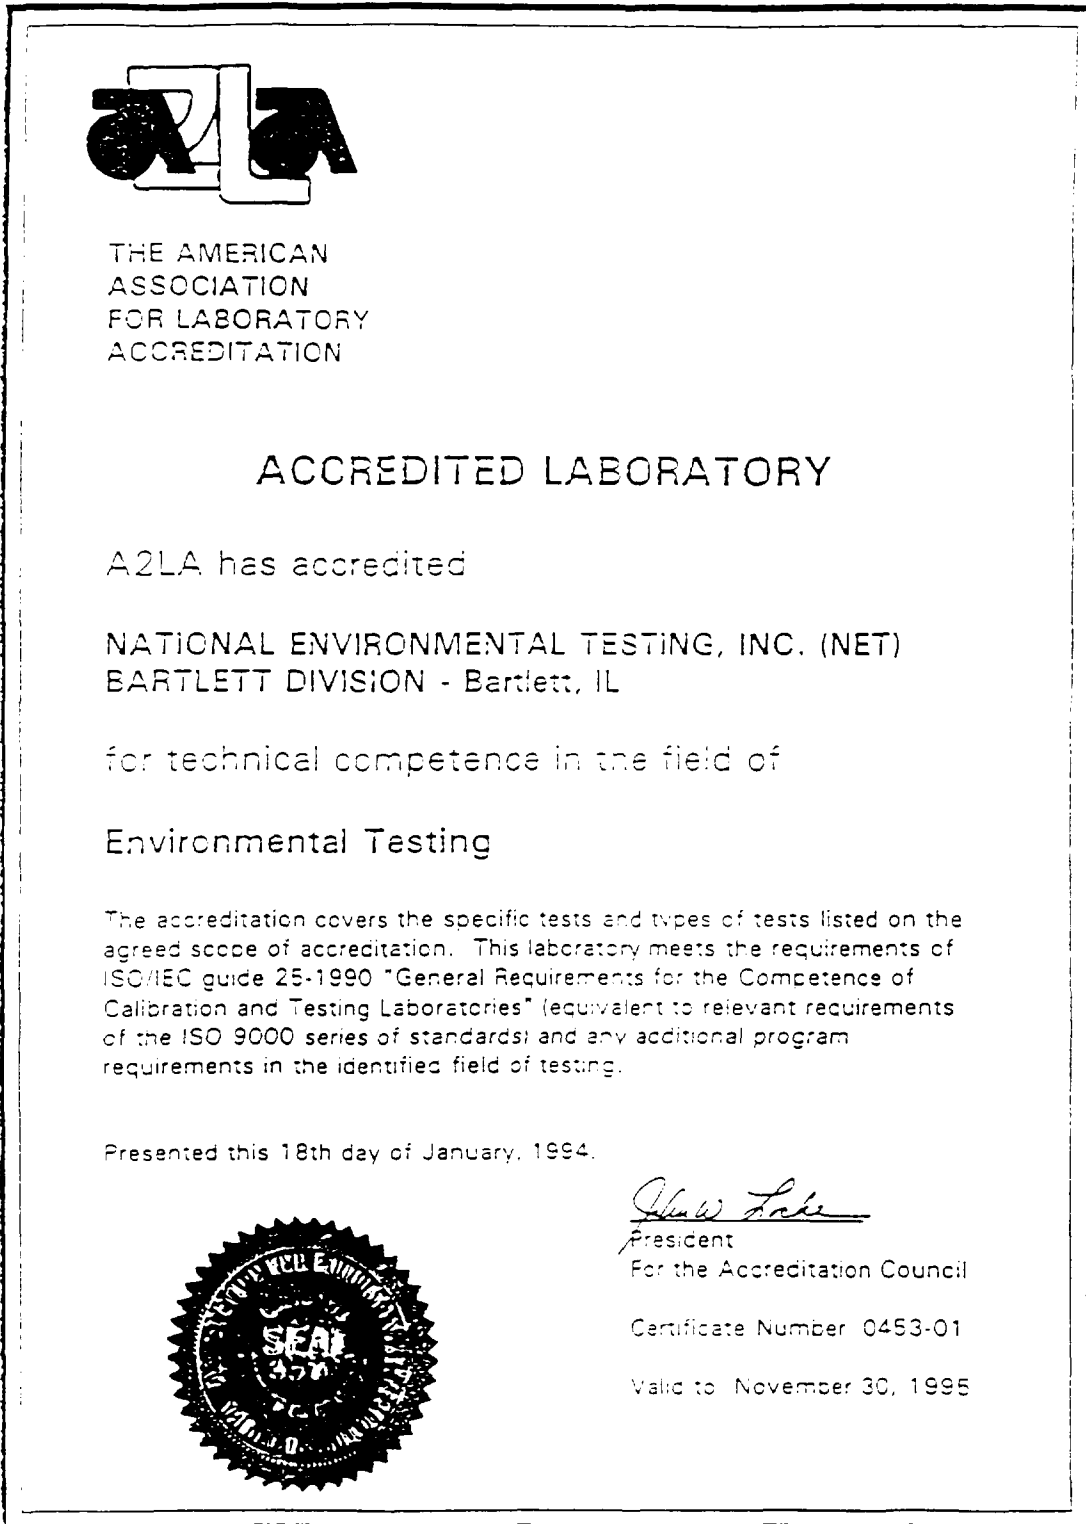 a2La
THE AMERICAN
ASSOCIATION
FOR LABORATORY
ACCREDITATION
ACCREDITED LABORATORY
A2LA has accredited
NATIONAL ENVIRONMENTAL TESTING, INC. (NET)
BARTLETT DIVISION - Bartlett, IL
for technical competence in the field of
Environmental Testing
The accreditation covers the specific tests and types of tests listed on the
agreed scope of accreditation. This laboratory meets the requirements of
ISO/IEC guide 25-1990 "General Requirements for the Competence of
Calibration and Testing Laboratories" (equivalent to relevant requirements
of the ISO 9000 series of standards) and any additional program
requirements in the identified field of testing.
Presented this 18th day of January, 1994.
John W Locke
President
For the Accreditation Council
Certificate Number 0453-01
Valid to November 30, 1995
SEAL